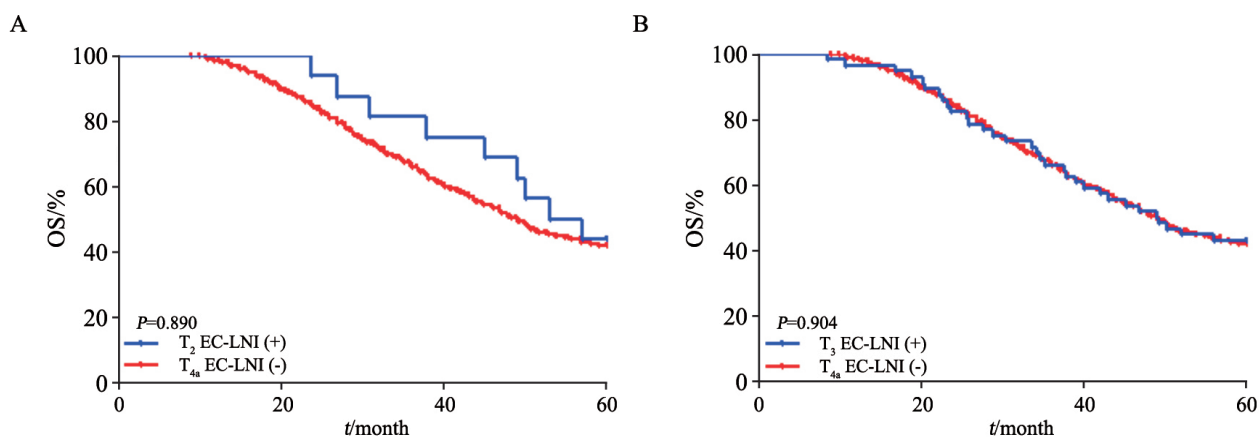 A
OS/%
100
80
60
40
20
0
P=0.890
T2 EC-LNI (+)
T4a EC-LNI (-)
0 20 40 60
t/month
B
OS/%
100
80
60
40
20
0
P=0.904
T3 EC-LNI (+)
T4a EC-LNI (-)
0 20 40 60
t/month